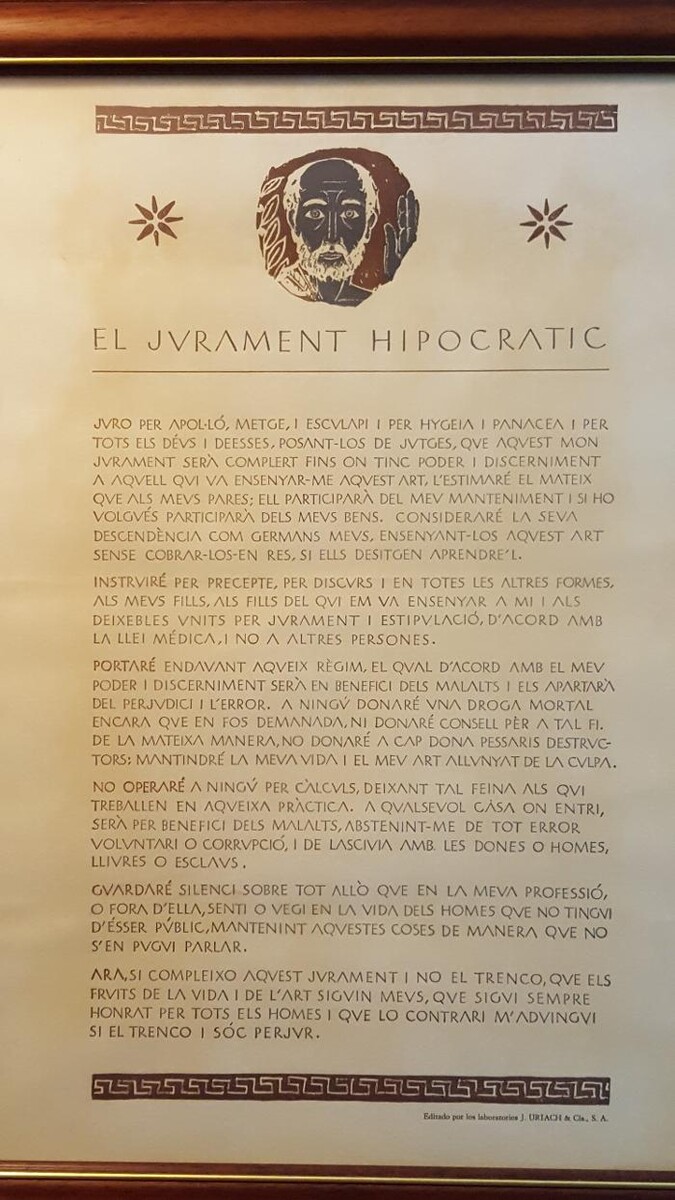 EL JVRAMENT HIPOCRATIC
JVRO PER APOL·LÓ, METGE, I ESCVLAPI I PER HYGEIA I PANACEA I PER
TOTS ELS DÉVS I DEESSES, POSANT-LOS DE JVTGES, QVE AQVEST MON
JVRAMENT SERÀ COMPLERT FINS ON TINC PODER I DISCERNIMENT
A AQVELL QVI VA ENSENYAR-ME AQVEST ART, L'ESTIMARÉ EL MATEIX
QVE ALS MEVS PARES; ELL PARTICIPARÀ DEL MEV MANTENIMENT I SI HO
VOLGVÉS PARTICIPARÀ DELS MEVS BENS. CONSIDERARÉ LA SEVA
DESCENDÈNCIA COM GERMANS MEVS, ENSENYANT-LOS AQVEST ART
SENSE COBRAR-LOS-EN RES, SI ELLS DESITGEN APRENDRE'L.
INSTRVIRÉ PER PRECEPTE, PER DISCVRS I EN TOTES LES ALTRES FORMES,
ALS MEVS FILLS, ALS FILLS DEL QVI EM VA ENSENYAR A MI I ALS
DEIXEBLES VNITS PER JVRAMENT I ESTIPVLACIÓ, D'ACORD AMB
LA LLEI MÉDICA, I NO A ALTRES PERSONES.
PORTARÉ ENDAVANT AQVEIX RÈGIM, EL QVAL D'ACORD AMB EL MEV
PODER I DISCERNIMENT SERÀ EN BENEFICI DELS MALALTS I ELS APARTARÀ
DEL PERJVDICI I L'ERROR. A NINGV́ DONARÉ VNA DROGA MORTAL
ENCARA QVE EN FOS DEMANADA, NI DONARÉ CONSELL PÈR A TAL FI.
DE LA MATEIXA MANERA, NO DONARÉ A CAP DONA PESSARIS DESTRVC-
TORS; MANTINDRÉ LA MEVA VIDA I EL MEV ART ALLVNYAT DE LA CVLPA.
NO OPERARÉ A NINGV́ PER CÀLCVLS, DEIXANT TAL FEINA ALS QVI
TREBALLEN EN AQVEIXA PRÀCTICA. A QVALSEVOL CASA ON ENTRI,
SERÀ PER BENEFICI DELS MALALTS, ABSTENINT-ME DE TOT ERROR
VOLVNTARI O CORRVPCIÓ, I DE LASCIVIA AMB LES DONES O HOMES,
LLIVRES O ESCLAVS.
GVARDARÉ SILENCI SOBRE TOT ALLÒ QVE EN LA MEVA PROFESSIÓ,
O FORA D'ELLA, SENTI O VEGI EN LA VIDA DELS HOMES QVE NO TINGVI
D'ÉSSER PV́BLIC, MANTENINT AQVESTES COSES DE MANERA QVE NO
S'EN PVGVI PARLAR.
ARA, SI COMPLEIXO AQVEST JVRAMENT I NO EL TRENCO, QVE ELS
FRVITS DE LA VIDA I DE L'ART SIGVIN MEVS, QVE SIGVI SEMPRE
HONRAT PER TOTS ELS HOMES I QVE LO CONTRARI M'ADVINGVI
SI EL TRENCO I SÓC PERJVR.
Editado por los laboratorios J. URIACH & Cía., S. A.